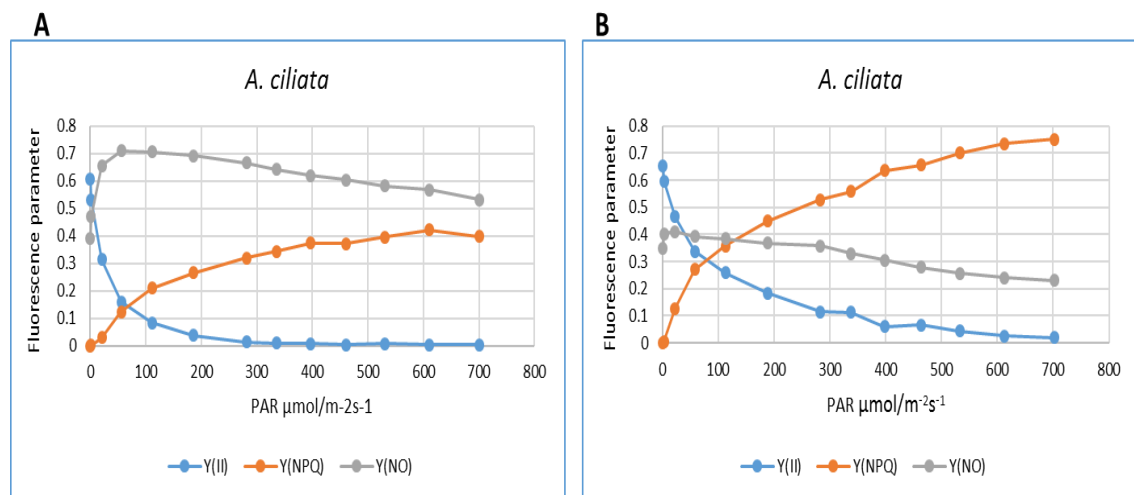 A
A. ciliata
Fluorescence parameter
0.8
0.7
0.6
0.5
0.4
0.3
0.2
0.1
0
0 100 200 300 400 500 600 700 800
PAR µmol/m-2s-1
Y(II) Y(NPQ) Y(NO)
B
A. ciliata
Fluorescence parameter
0.8
0.7
0.6
0.5
0.4
0.3
0.2
0.1
0
0 100 200 300 400 500 600 700 800
PAR µmol/m⁻²s⁻¹
Y(II) Y(NPQ) Y(NO)